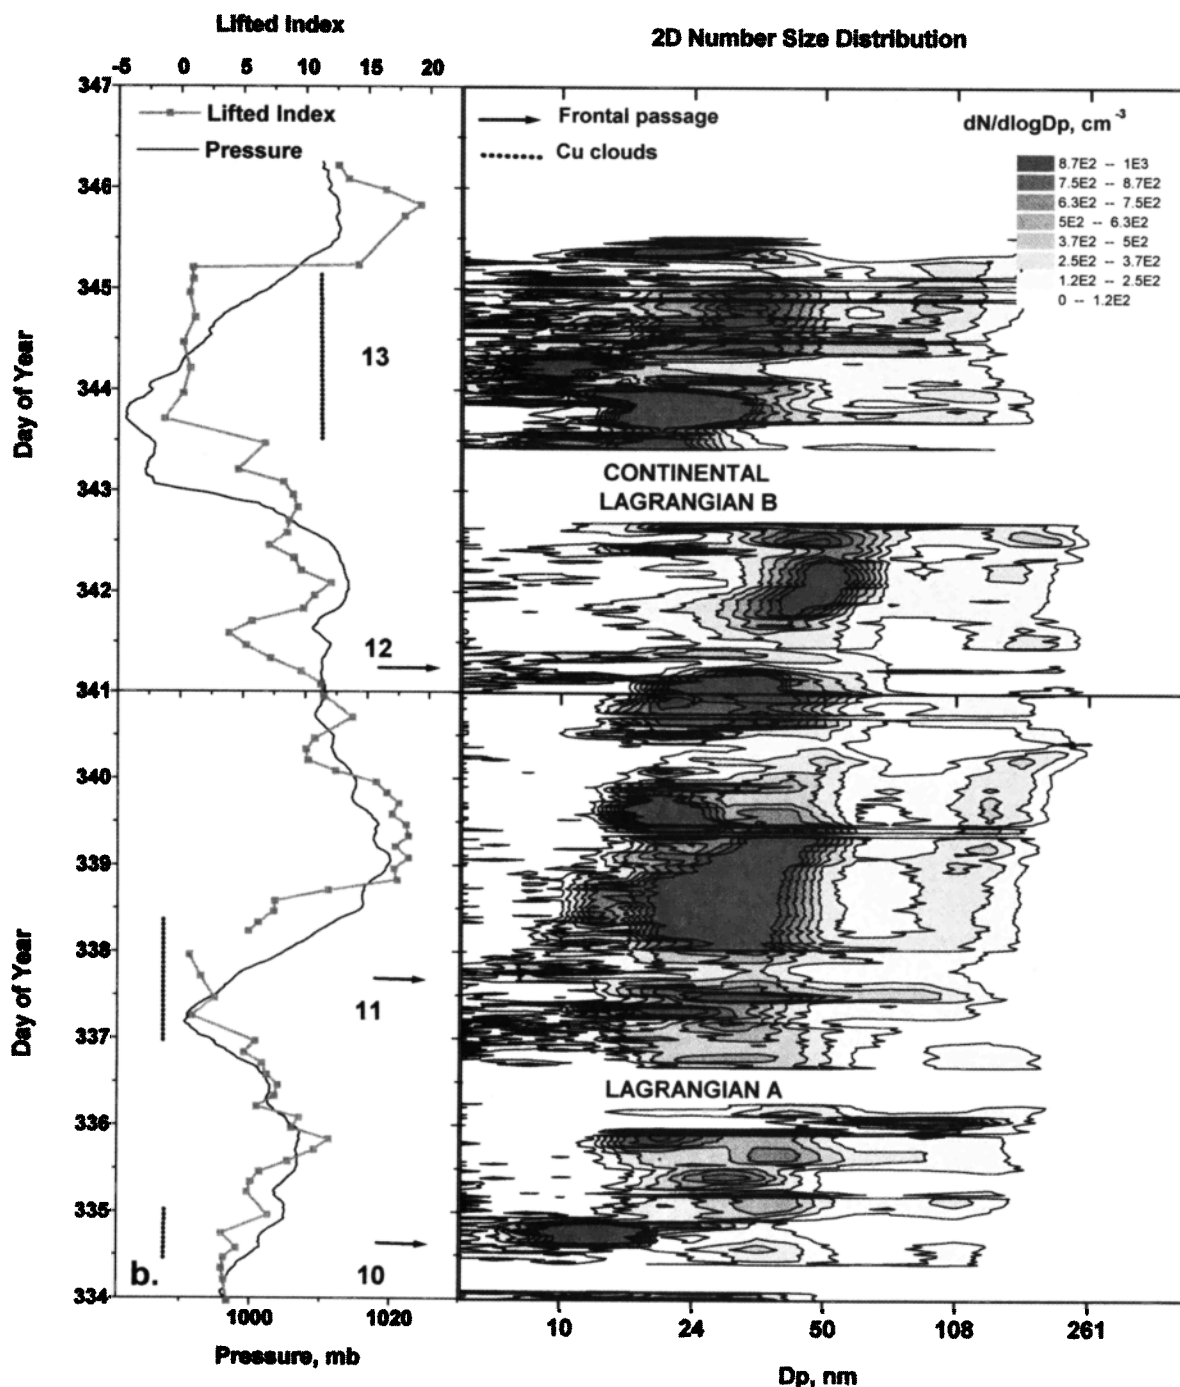 Lifted Index
2D Number Size Distribution
-5 0 5 10 15 20
347
Lifted Index
Pressure
Frontal passage
Cu clouds
dN/dlogDp, cm-3
8.7E2 -- 1E3
7.5E2 -- 8.7E2
6.3E2 -- 7.5E2
5E2 -- 6.3E2
3.7E2 -- 5E2
2.5E2 -- 3.7E2
1.2E2 -- 2.5E2
0 -- 1.2E2
346
345
344
343
342
341
340
339
338
337
336
335
334
Day of Year
Day of Year
13
CONTINENTAL
LAGRANGIAN B
12
11
LAGRANGIAN A
10
b.
1000 1020
Pressure, mb
10 24 50 108 261
Dp, nm